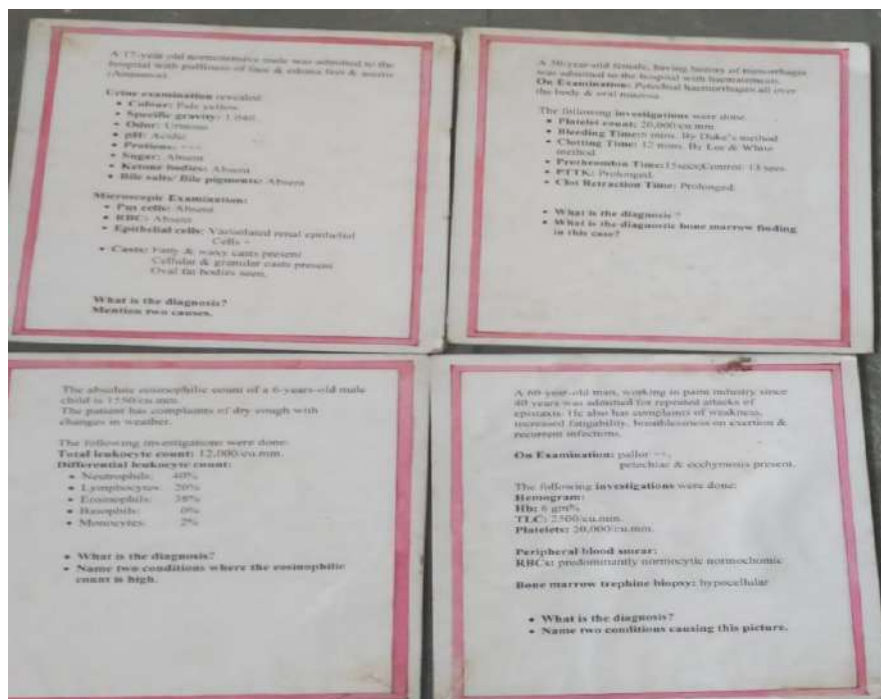 A 17-year old normotensive male was admitted to the
hospital with puffiness of face & edema feet &
(Anasarca).
Urine examination revealed:
• Colour: Pale yellow
• Specific gravity: 1.040
• Odor: Urinous
• pH: Acidic
• Protiens: +++
• Sugar: Absent
• Ketone bodies: Absent
• Bile salts/ Bile pigments: Absent
Microscopic Examination:
• Pus cells: Absent
• RBC: Absent
• Epithelial cells: Vacuolated renal epithelial
Cells +
• Casts: Fatty & waxy casts present
Cellular & granular casts present
Oval fat bodies seen.
What is the diagnosis?
Mention two causes.
A 30-year-old female, having history of menorrhagia
was admitted to the hospital with haematemesis.
On Examination: Petechial haemorrhages all over
the body & oral mucosa
The following investigations were done
• Platelet count: 20,000/cu.mm
• Bleeding Time: mins. By Duke's method
• Clotting Time: 12 mins. By Lee & White
method
• Prothrombin Time:15secs,Control: 13 secs.
• PTTK: Prolonged.
• Clot Retraction Time: Prolonged.
• What is the diagnosis ?
• What is the diagnostic bone marrow finding
in this case?
The absolute eosinophilic count of a 6-years-old male
child is 1550/cu.mm.
The patient has complaints of dry cough with
changes in weather.
The following investigations were done:
Total leukocyte count: 12,000/cu.mm.
Differential leukocyte count:
• Neutrophils: 40%
• Lymphocytes: 20%
• Eosinophils: 38%
• Basophils: 0%
• Monocytes: 2%
• What is the diagnosis?
• Name two conditions where the eosinophilic
count is high.
A 60-year-old man, working in paint industry since
40 years was admitted for repeated attacks of
epistaxis. He also has complaints of weakness,
increased fatigability, breathlessness on exertion &
recurrent infections.
On Examination: pallor ++,
petechiae & ecchymosis present.
The following investigations were done:
Hemogram:
Hb: 6 gm%
TLC: 2500/cu.mm.
Platelets: 20,000/cu.mm.
Peripheral blood smear:
RBCs: predominantly normocytic normochomic
Bone marrow trephine biopsy: hypocellular
• What is the diagnosis?
• Name two conditions causing this picture.